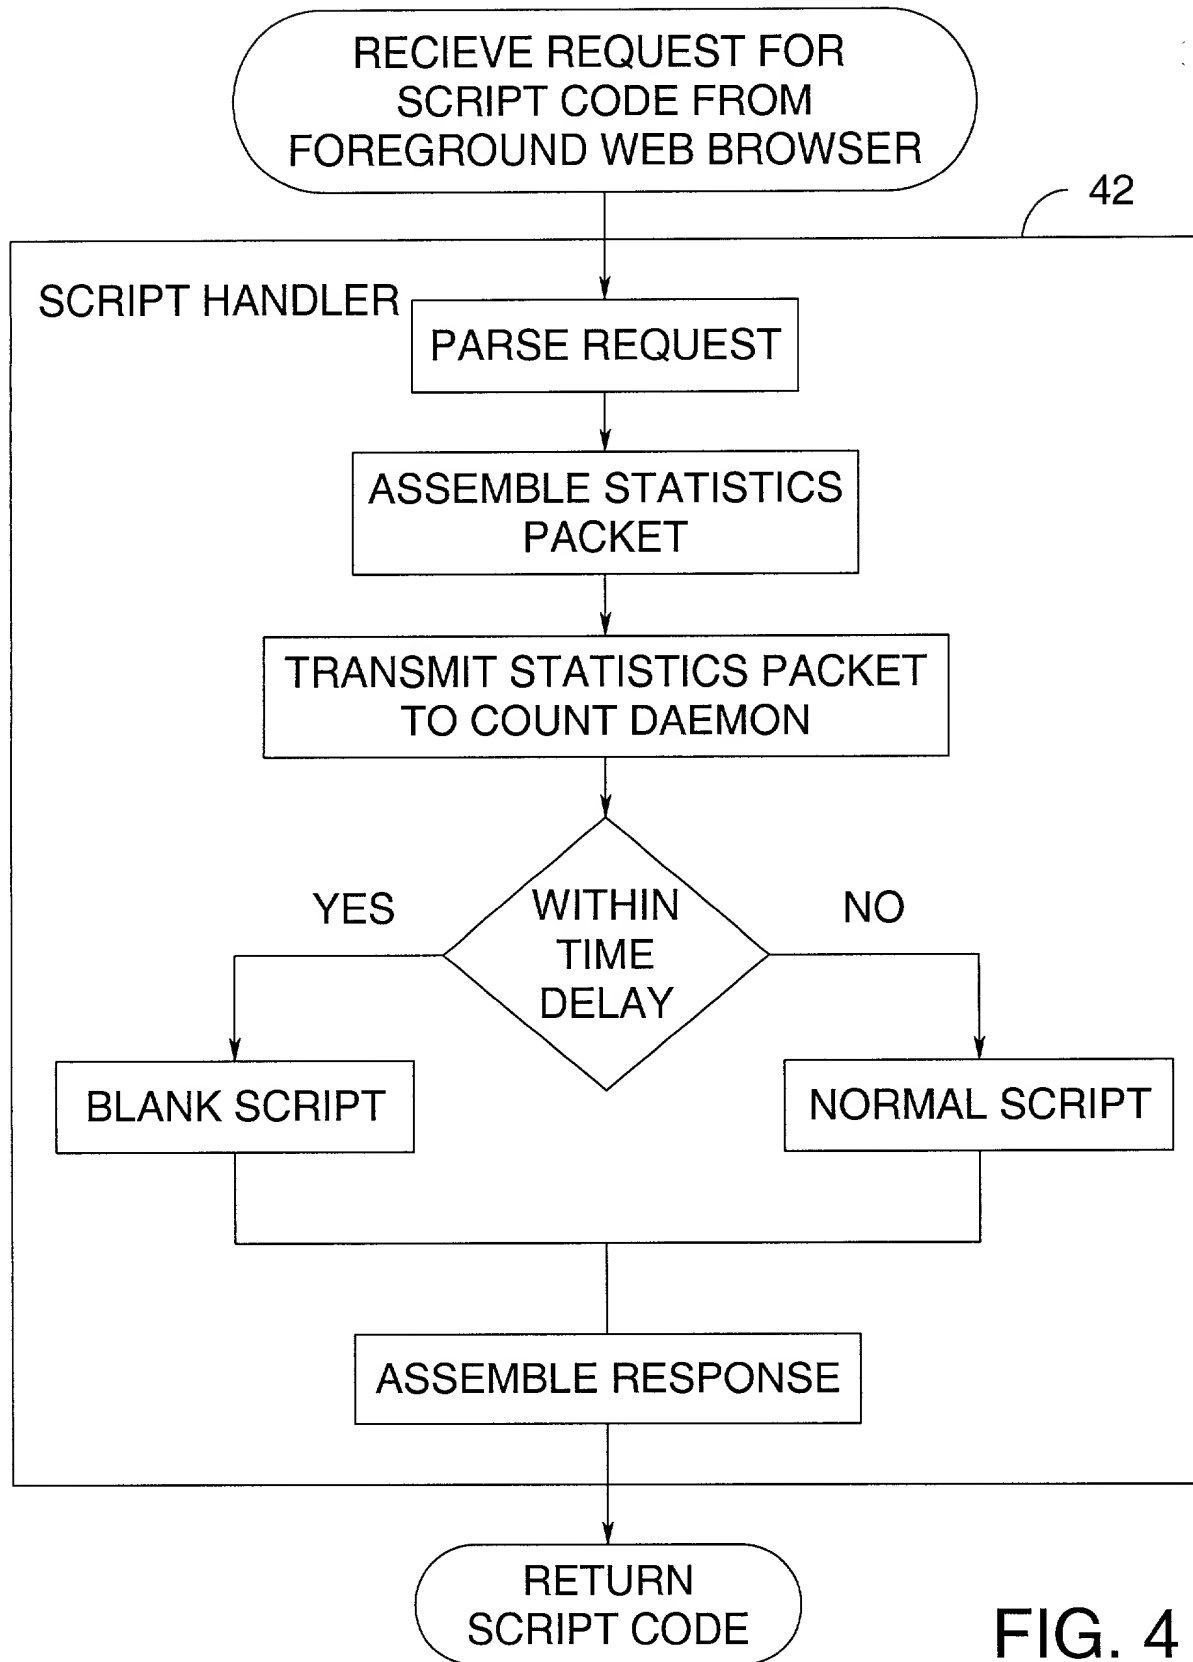 RECIEVE REQUEST FOR
SCRIPT CODE FROM
FOREGROUND WEB BROWSER
42
SCRIPT HANDLER
PARSE REQUEST
ASSEMBLE STATISTICS
PACKET
TRANSMIT STATISTICS PACKET
TO COUNT DAEMON
YES
WITHIN
TIME
DELAY
NO
BLANK SCRIPT
NORMAL SCRIPT
ASSEMBLE RESPONSE
RETURN
SCRIPT CODE
FIG. 4